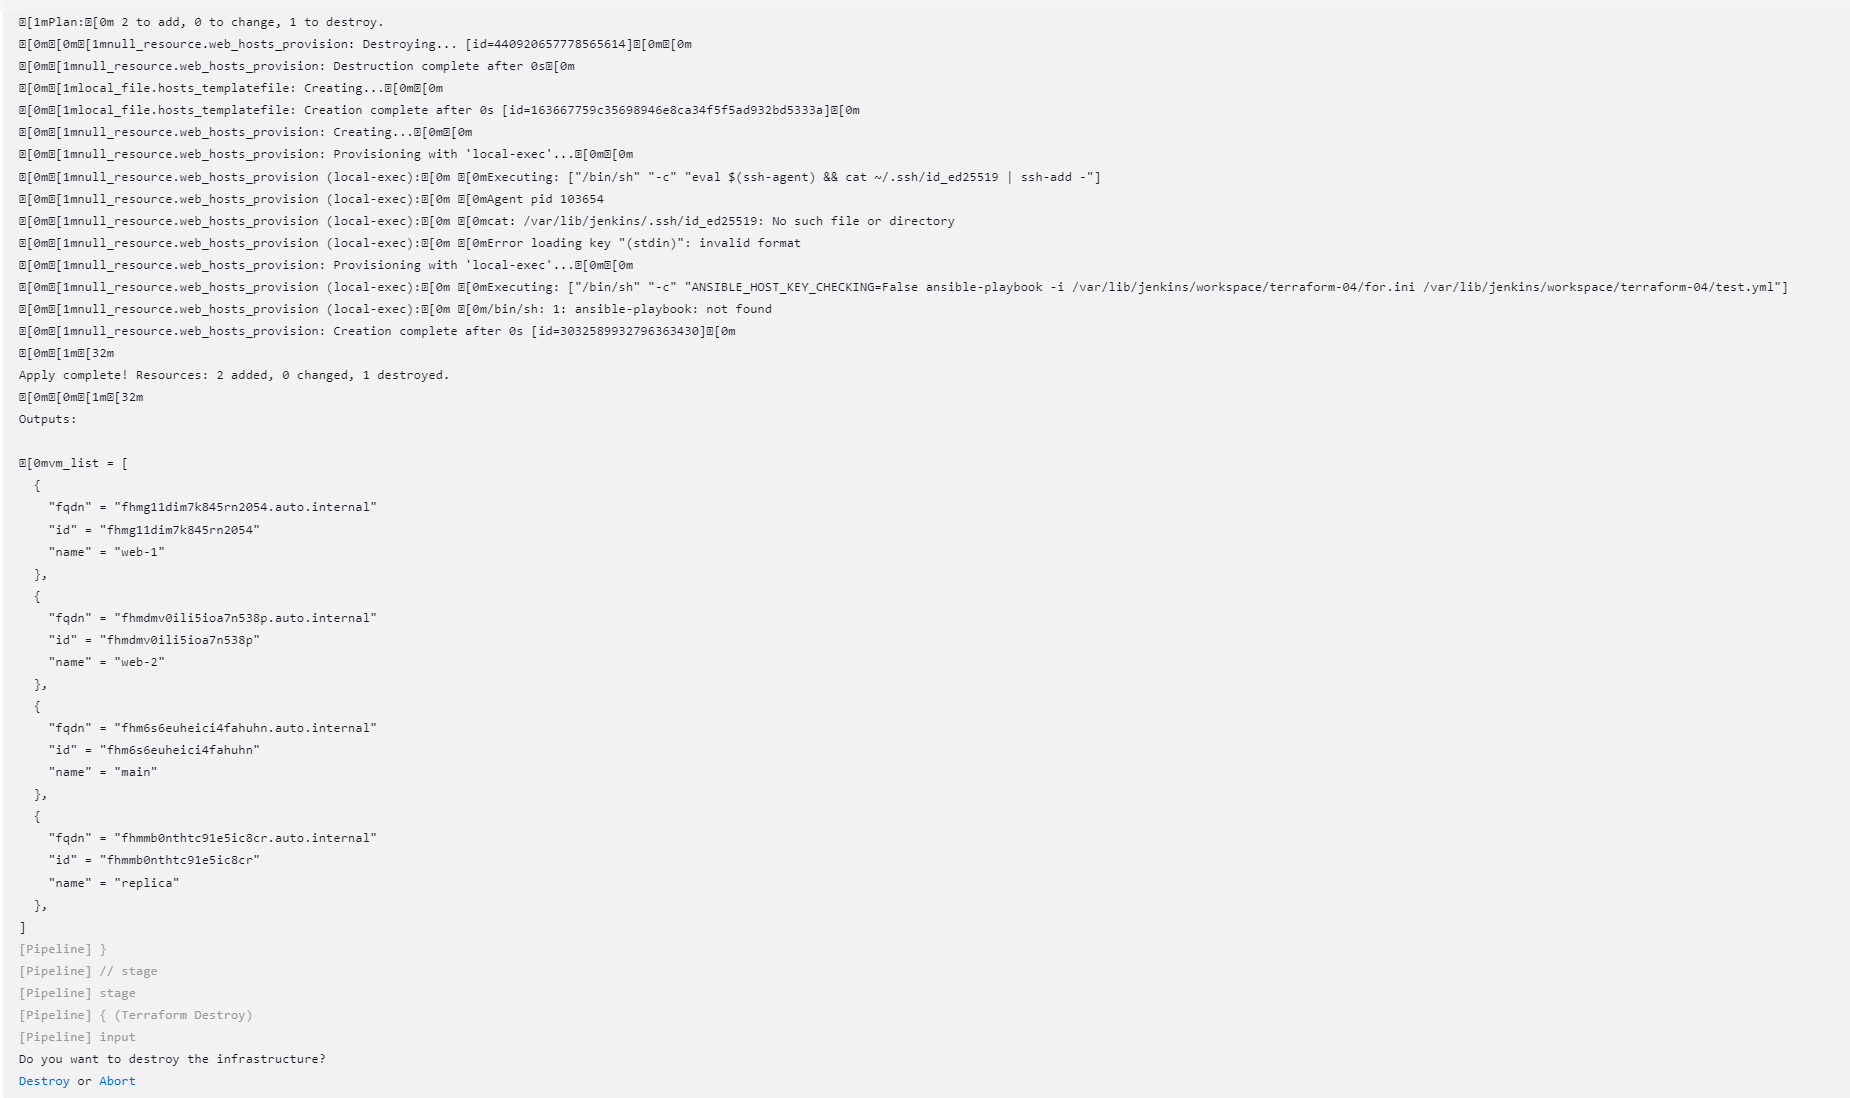 [1mPlan:[0m 2 to add, 0 to change, 1 to destroy.
[0m[0m[1mnull_resource.web_hosts_provision: Destroying... [id=440920657778565614][0m[0m
[0m[1mnull_resource.web_hosts_provision: Destruction complete after 0s[0m
[0m[1mlocal_file.hosts_templatefile: Creating...[0m[0m
[0m[1mlocal_file.hosts_templatefile: Creation complete after 0s [id=163667759c35698946e8ca34f5f5ad932bd5333a][0m
[0m[1mnull_resource.web_hosts_provision: Creating...[0m[0m
[0m[1mnull_resource.web_hosts_provision: Provisioning with 'local-exec'...[0m[0m
[0m[1mnull_resource.web_hosts_provision (local-exec):[0m [0mExecuting: ["/bin/sh" "-c" "eval $(ssh-agent) && cat ~/.ssh/id_ed25519 | ssh-add -"]
[0m[1mnull_resource.web_hosts_provision (local-exec):[0m [0mAgent pid 103654
[0m[1mnull_resource.web_hosts_provision (local-exec):[0m [0mcat: /var/lib/jenkins/.ssh/id_ed25519: No such file or directory
[0m[1mnull_resource.web_hosts_provision (local-exec):[0m [0mError loading key "(stdin)": invalid format
[0m[1mnull_resource.web_hosts_provision: Provisioning with 'local-exec'...[0m[0m
[0m[1mnull_resource.web_hosts_provision (local-exec):[0m [0mExecuting: ["/bin/sh" "-c" "ANSIBLE_HOST_KEY_CHECKING=False ansible-playbook -i /var/lib/jenkins/workspace/terraform-04/for.ini /var/lib/jenkins/workspace/terraform-04/test.yml"]
[0m[1mnull_resource.web_hosts_provision (local-exec):[0m [0m/bin/sh: 1: ansible-playbook: not found
[0m[1mnull_resource.web_hosts_provision: Creation complete after 0s [id=3032589932796363430][0m
[0m[1m[32m
Apply complete! Resources: 2 added, 0 changed, 1 destroyed.
[0m[0m[1m[32m
Outputs:

[0mvm_list = [
  {
    "fqdn" = "fhmg11dim7k845rn2054.auto.internal"
    "id" = "fhmg11dim7k845rn2054"
    "name" = "web-1"
  },
  {
    "fqdn" = "fhmdmv0ili5ioa7n538p.auto.internal"
    "id" = "fhmdmv0ili5ioa7n538p"
    "name" = "web-2"
  },
  {
    "fqdn" = "fhm6s6euheici4fahuhn.auto.internal"
    "id" = "fhm6s6euheici4fahuhn"
    "name" = "main"
  },
  {
    "fqdn" = "fhmmb0nthtc91e5ic8cr.auto.internal"
    "id" = "fhmmb0nthtc91e5ic8cr"
    "name" = "replica"
  },
]
[Pipeline] }
[Pipeline] // stage
[Pipeline] stage
[Pipeline] { (Terraform Destroy)
[Pipeline] input
Do you want to destroy the infrastructure?
Destroy or Abort